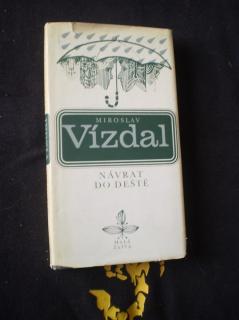 MIROSLAV
Vízdal
NÁVRAT
DO DEŠTĚ
MALÁ
ŽATVA